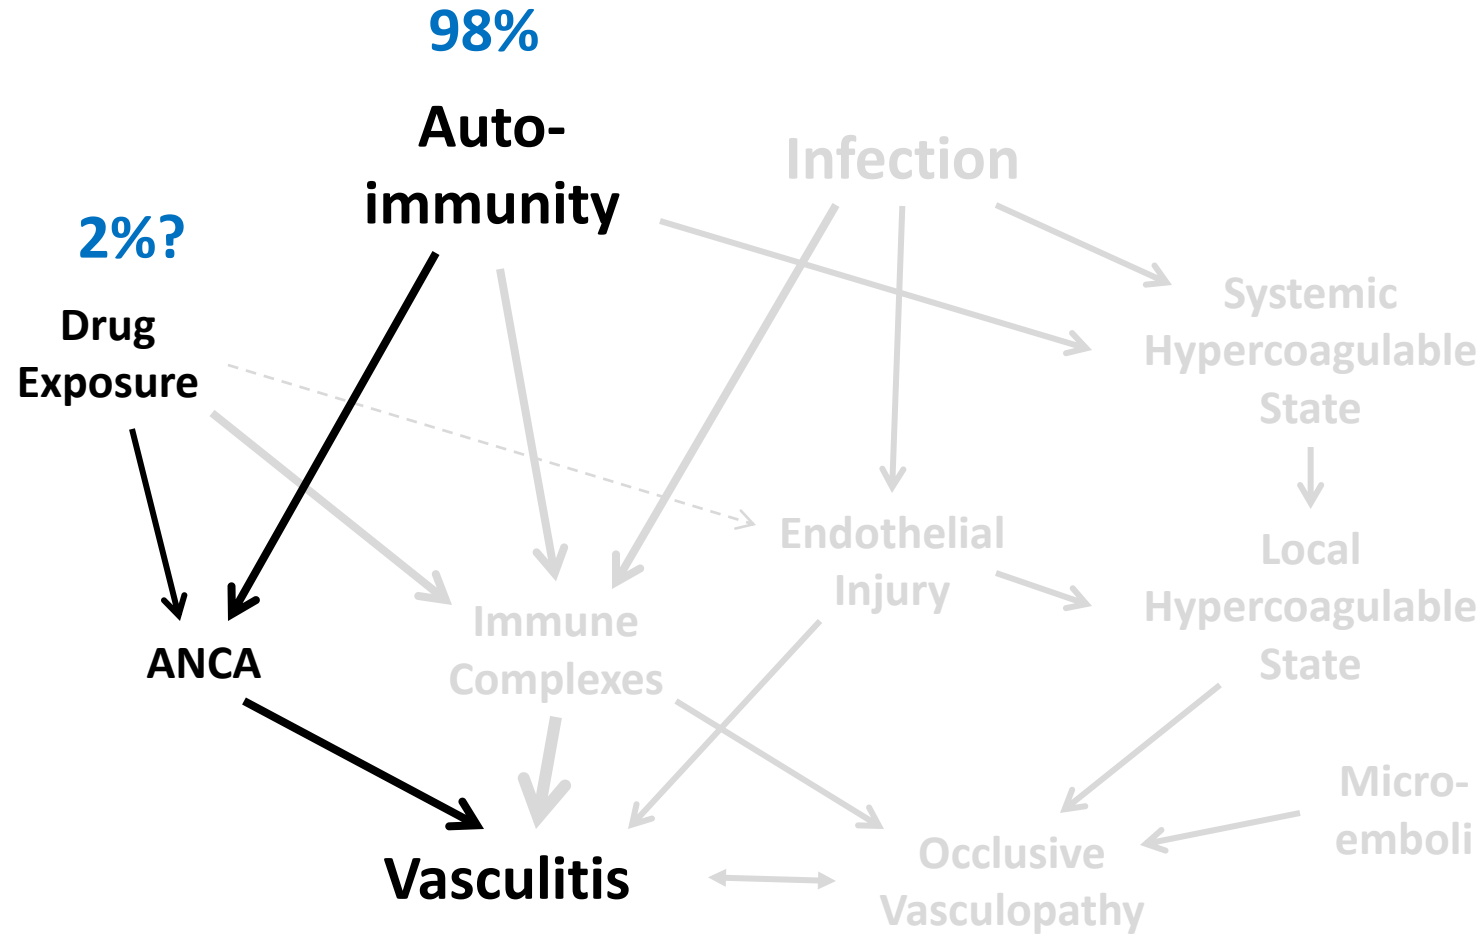 98%
Auto-
immunity
Infection
2%?
Drug
Exposure
Systemic
Hypercoagulable
State
Endothelial
Injury
Local
Hypercoagulable
State
Immune
Complexes
ANCA
Micro-
emboli
Vasculitis
Occlusive
Vasculopathy